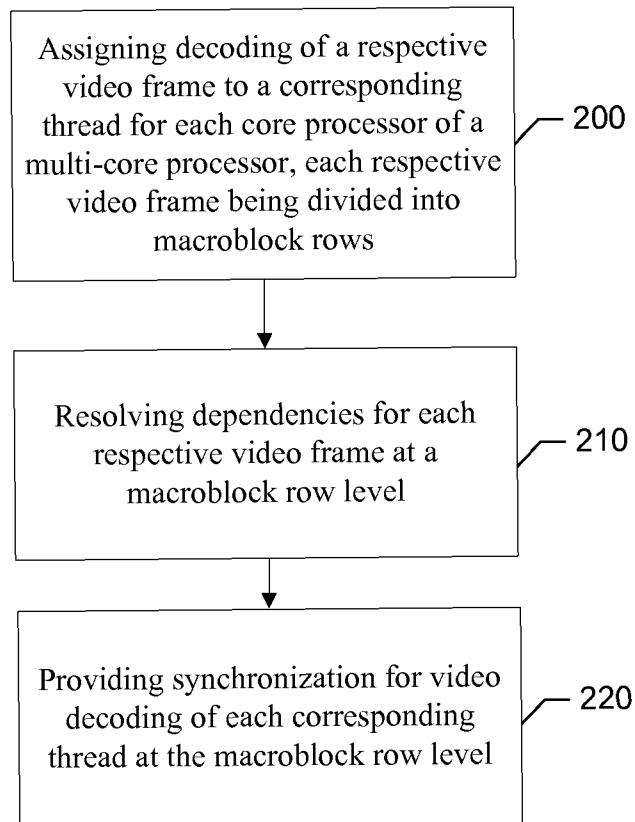 Assigning decoding of a respective
video frame to a corresponding
thread for each core processor of a
multi-core processor, each respective
video frame being divided into
macroblock rows
200
Resolving dependencies for each
respective video frame at a
macroblock row level
210
Providing synchronization for video
decoding of each corresponding
thread at the macroblock row level
220